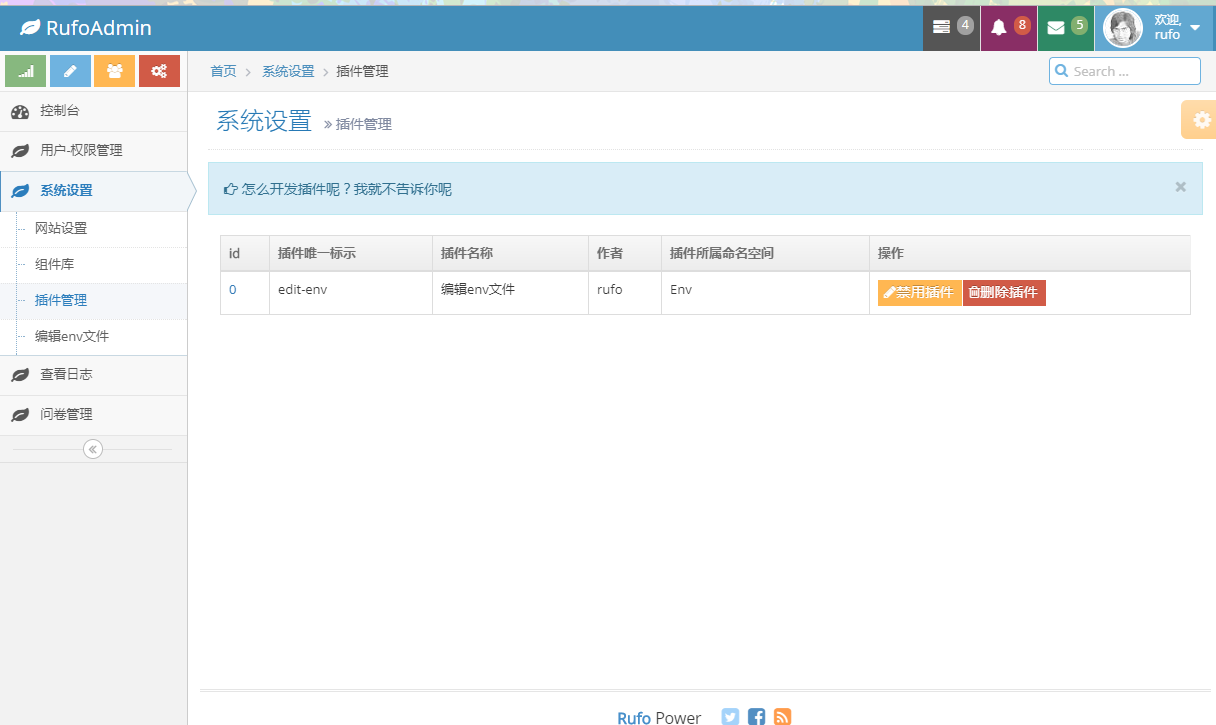 RufoAdmin
4
8
5
欢迎,
rufo
首页
系统设置
插件管理
Search ...
控制台
用户-权限管理
系统设置
网站设置
组件库
插件管理
编辑env文件
查看日志
问卷管理
系统设置 » 插件管理
怎么开发插件呢？我就不告诉你呢
×
id 插件唯一标示 插件名称 作者 插件所属命名空间 操作
0 edit-env 编辑env文件 rufo Env 禁用插件 删除插件
Rufo Power